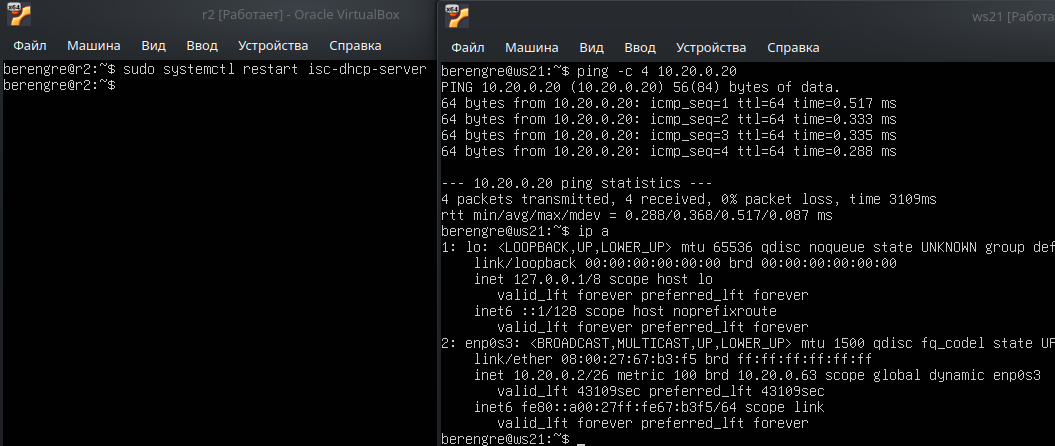 r2 [Работает] - Oracle VirtualBox
Файл Машина Вид Ввод Устройства Справка
berengre@r2:~$ sudo systemctl restart isc-dhcp-server
berengre@r2:~$
ws21 [Работа
Файл Машина Вид Ввод Устройства Справка
berengre@ws21:~$ ping -c 4 10.20.0.20
PING 10.20.0.20 (10.20.0.20) 56(84) bytes of data.
64 bytes from 10.20.0.20: icmp_seq=1 ttl=64 time=0.517 ms
64 bytes from 10.20.0.20: icmp_seq=2 ttl=64 time=0.333 ms
64 bytes from 10.20.0.20: icmp_seq=3 ttl=64 time=0.335 ms
64 bytes from 10.20.0.20: icmp_seq=4 ttl=64 time=0.288 ms
--- 10.20.0.20 ping statistics ---
4 packets transmitted, 4 received, 0% packet loss, time 3109ms
rtt min/avg/max/mdev = 0.288/0.368/0.517/0.087 ms
berengre@ws21:~$ ip a
1: lo: <LOOPBACK,UP,LOWER_UP> mtu 65536 qdisc noqueue state UNKNOWN group def
link/loopback 00:00:00:00:00:00 brd 00:00:00:00:00:00
inet 127.0.0.1/8 scope host lo
valid_lft forever preferred_lft forever
inet6 ::1/128 scope host noprefixroute
valid_lft forever preferred_lft forever
2: enp0s3: <BROADCAST,MULTICAST,UP,LOWER_UP> mtu 1500 qdisc fq_codel state UP
link/ether 08:00:27:67:b3:f5 brd ff:ff:ff:ff:ff:ff
inet 10.20.0.2/26 metric 100 brd 10.20.0.63 scope global dynamic enp0s3
valid_lft 43109sec preferred_lft 43109sec
inet6 fe80::a00:27ff:fe67:b3f5/64 scope link
valid_lft forever preferred_lft forever
berengre@ws21:~$ _